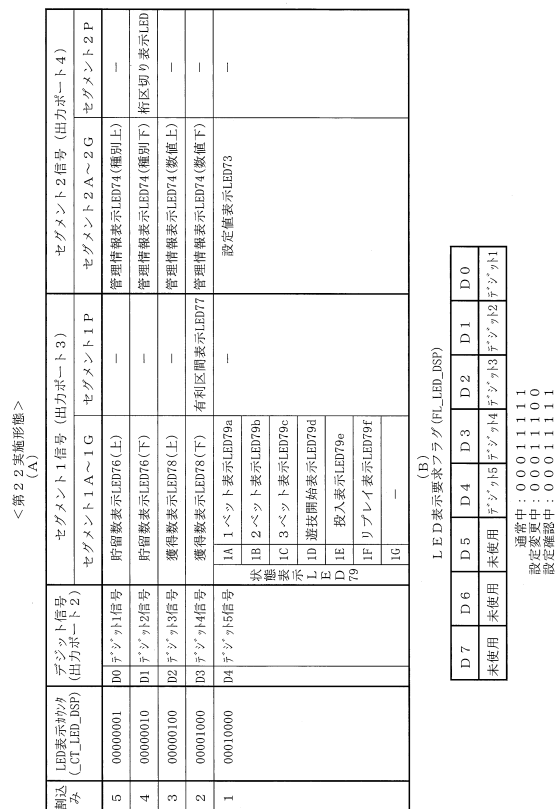 <第22実施形態>
(A)
割込み
LED表示カウンタ
(_CT_LED_DSP)
デジット信号
(出力ポート2)
セグメント1信号 (出力ポート3)
セグメント1A~1G
セグメント1P
セグメント2信号 (出力ポート4)
セグメント2A~2G
セグメント2P
5 00000001 D0 デジット1信号 貯留数表示LED76(上) - 管理情報表示LED74(種別上) -
4 00000010 D1 デジット2信号 貯留数表示LED76(下) - 管理情報表示LED74(種別下) 桁区切り表示LED
3 00000100 D2 デジット3信号 獲得数表示LED78(上) - 管理情報表示LED74(数値上) -
2 00001000 D3 デジット4信号 獲得数表示LED78(下) 有利区間表示LED77 管理情報表示LED74(数値下) -
1 00010000 D4 デジット5信号 - 設定値表示LED73 -
状態表示LED79
1A 1ベット表示LED79a
1B 2ベット表示LED79b
1C 3ベット表示LED79c
1D 遊技開始表示LED79d
1E 投入表示LED79e
1F リプレイ表示LED79f
1G -
(B)
LED表示要求フラグ(FL_LED_DSP)
D7 D6 D5 D4 D3 D2 D1 D0
未使用 未使用 未使用 デジット5 デジット4 デジット3 デジット2 デジット1
通常中:00011111
設定変更中:00011100
設定確認中:00011111